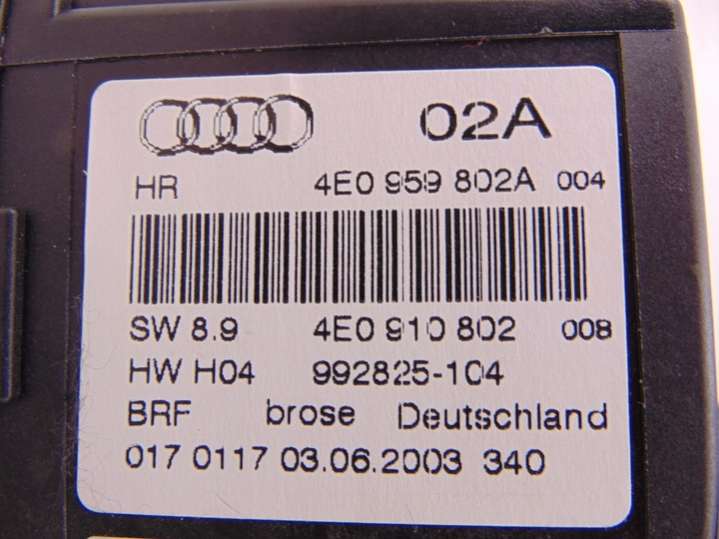 02A
HR 4E0 959 802A 004
SW 8.9 4E0 910 802 008
HW H04 992825-104
BRF brose Deutschland
017 0117 03.06.2003 340